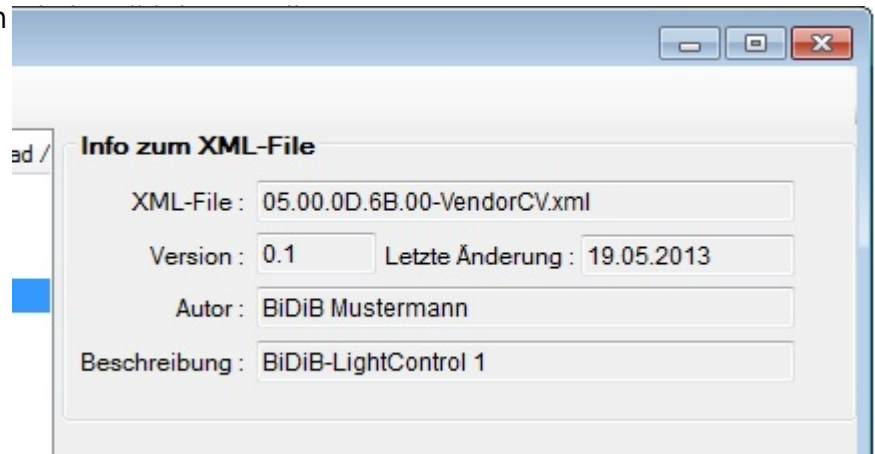 n
ad /
Info zum XML-File
XML-File : 05.00.0D.6B.00-VendorCV.xml
Version : 0.1 Letzte Änderung : 19.05.2013
Autor : BiDiB Mustermann
Beschreibung : BiDiB-LightControl 1